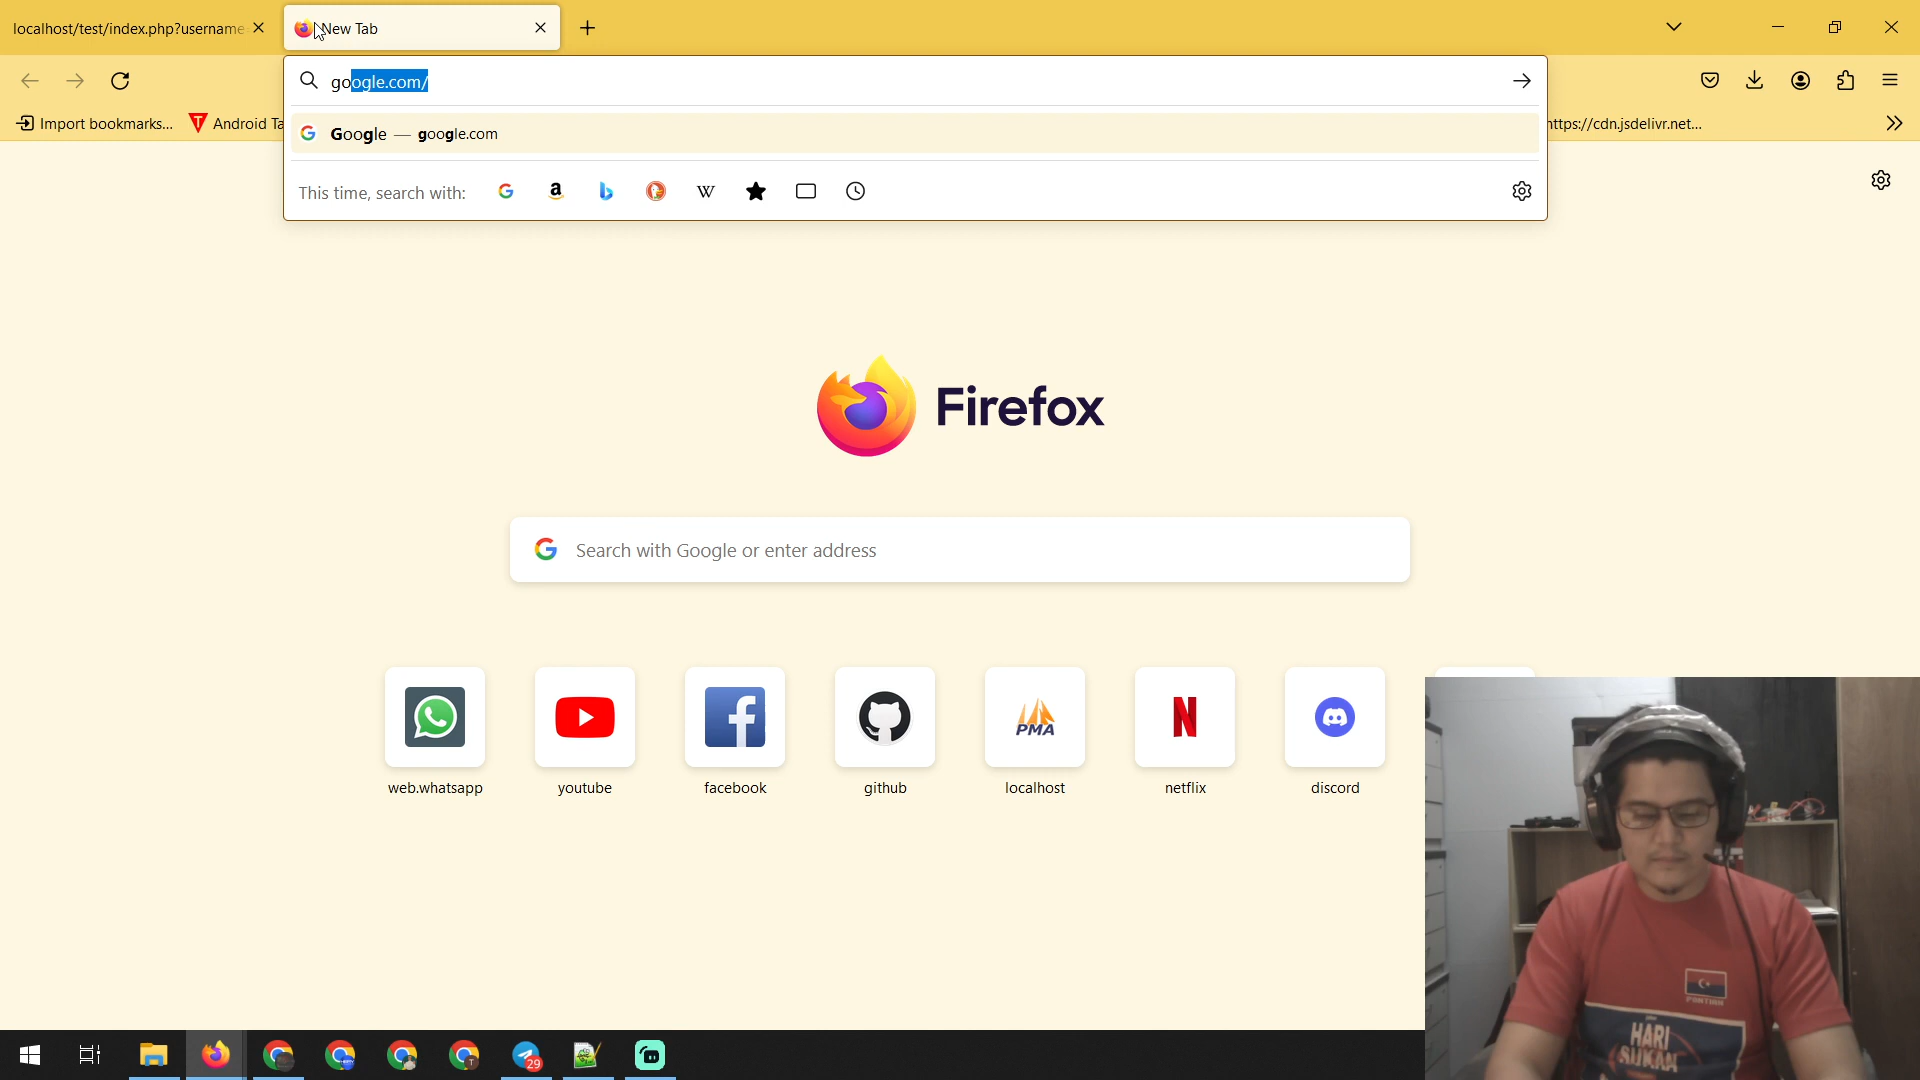 localhost/test/index.php?username
New Tab
google.com/
Import bookmarks...
Android Ta
https://cdn.jsdelivr.net...
Google — google.com
This time, search with:
Firefox
Search with Google or enter address
PMA
web.whatsapp
youtube
facebook
github
localhost
netflix
discord
29
PONTIAN
HARI
SUKAN